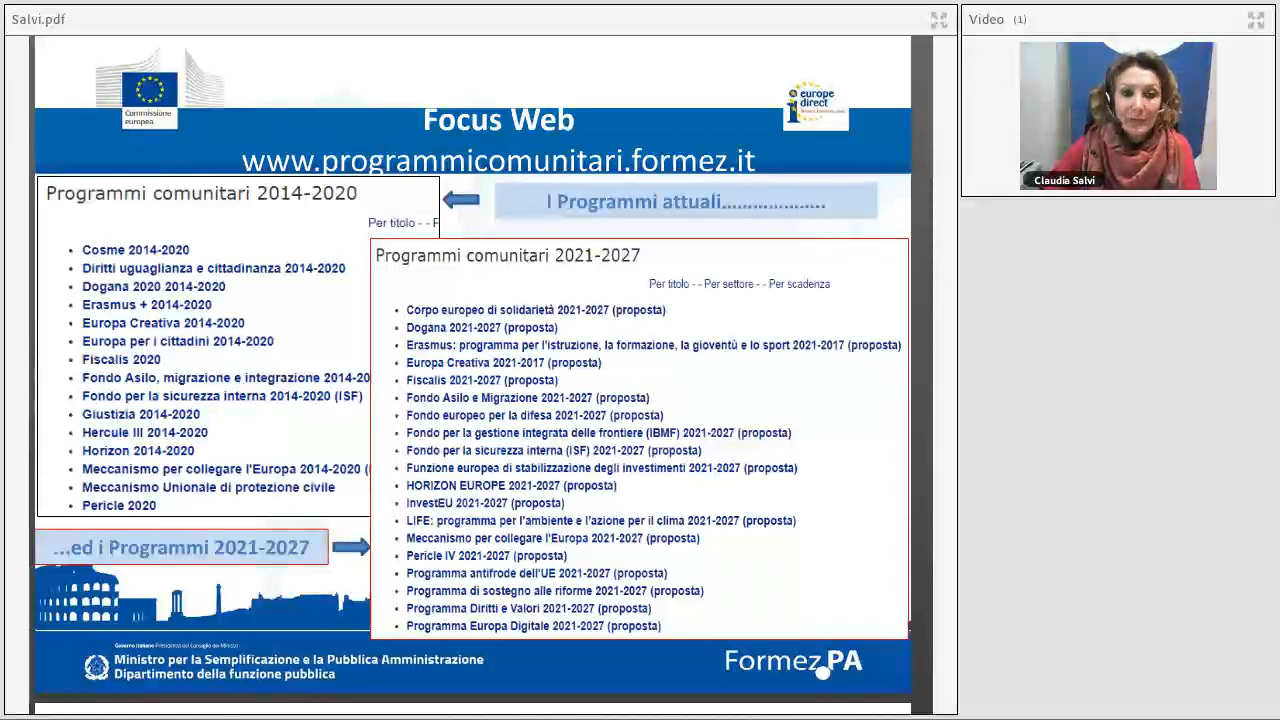 Salvi.pdf
Video (1)
Commissione
europea
europe
direct
Focus Web
www.programmicomunitari.formez.it
Claudia Salvi
Programmi comunitari 2014-2020
I Programmi attuali...................
Per titolo - - F
Cosme 2014-2020
Diritti uguaglianza e cittadinanza 2014-2020
Dogana 2020 2014-2020
Erasmus + 2014-2020
Europa Creativa 2014-2020
Europa per i cittadini 2014-2020
Fiscalis 2020
Fondo Asilo, migrazione e integrazione 2014-20
Fondo per la sicurezza interna 2014-2020 (ISF)
Giustizia 2014-2020
Hercule III 2014-2020
Horizon 2014-2020
Meccanismo per collegare l'Europa 2014-2020 (
Meccanismo Unionale di protezione civile
Pericle 2020
Programmi comunitari 2021-2027
Per titolo - - Per settore - - Per scadenza
Corpo europeo di solidarietà 2021-2027 (proposta)
Dogana 2021-2027 (proposta)
Erasmus: programma per l'istruzione, la formazione, la gioventù e lo sport 2021-2017 (proposta)
Europa Creativa 2021-2017 (proposta)
Fiscalis 2021-2027 (proposta)
Fondo Asilo e Migrazione 2021-2027 (proposta)
Fondo europeo per la difesa 2021-2027 (proposta)
Fondo per la gestione integrata delle frontiere (IBMF) 2021-2027 (proposta)
Fondo per la sicurezza interna (ISF) 2021-2027 (proposta)
Funzione europea di stabilizzazione degli investimenti 2021-2027 (proposta)
HORIZON EUROPE 2021-2027 (proposta)
InvestEU 2021-2027 (proposta)
LIFE: programma per l'ambiente e l'azione per il clima 2021-2027 (proposta)
Meccanismo per collegare l'Europa 2021-2027 (proposta)
Pericle IV 2021-2027 (proposta)
Programma antifrode dell'UE 2021-2027 (proposta)
Programma di sostegno alle riforme 2021-2027 (proposta)
Programma Diritti e Valori 2021-2027 (proposta)
Programma Europa Digitale 2021-2027 (proposta)
...ed i Programmi 2021-2027
Governo Italiano Presidenza del Consiglio dei Ministri
Ministro per la Semplificazione e la Pubblica Amministrazione
Dipartimento della funzione pubblica
Formez PA